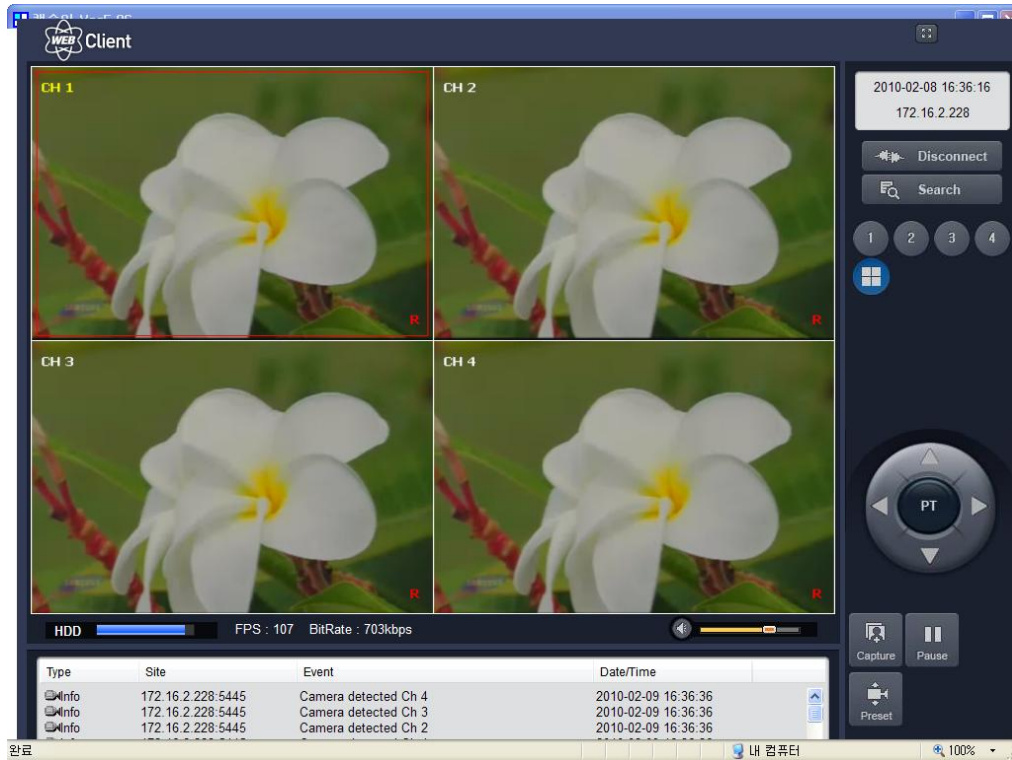 WEB Client
CH 1
CH 2
R
R
CH 3
CH 4
R
R
2010-02-08 16:36:16
172.16.2.228
Disconnect
Search
1 2 3 4
PT
Capture
Pause
Preset
HDD
FPS : 107 BitRate : 703kbps
Type Site Event Date/Time
Info 172.16.2.228:5445 Camera detected Ch 4 2010-02-09 16:36:36
Info 172.16.2.228:5445 Camera detected Ch 3 2010-02-09 16:36:36
Info 172.16.2.228:5445 Camera detected Ch 2 2010-02-09 16:36:36
완료
내 컴퓨터
100%